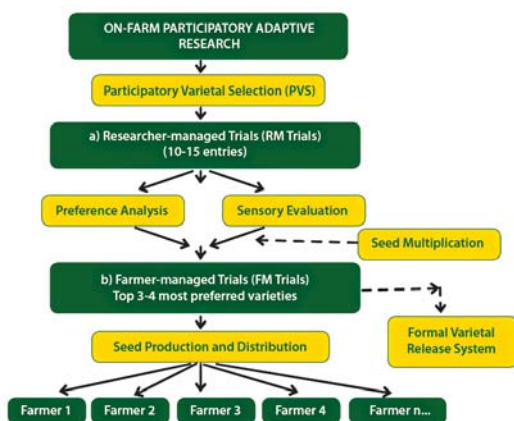 ON-FARM PARTICIPATORY ADAPTIVE
RESEARCH
Participatory Varietal Selection (PVS)
a) Researcher-managed Trials (RM Trials)
(10-15 entries)
Preference Analysis
Sensory Evaluation
Seed Multiplication
b) Farmer-managed Trials (FM Trials)
Top 3-4 most preferred varieties
Formal Varietal
Release System
Seed Production and Distribution
Farmer 1
Farmer 2
Farmer 3
Farmer 4
Farmer n...